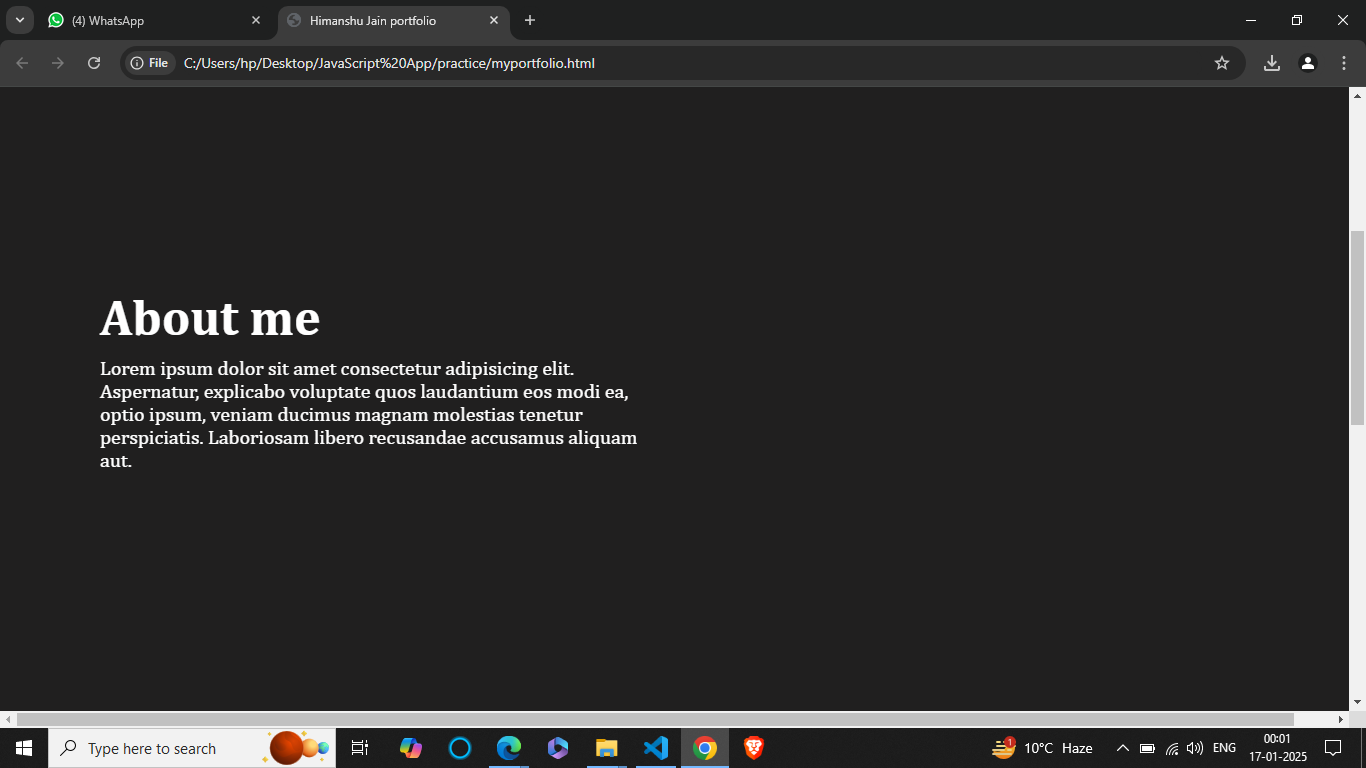 (4) WhatsApp
Himanshu Jain portfolio
File
C:/Users/hp/Desktop/JavaScript%20App/practice/myportfolio.html
About me
Lorem ipsum dolor sit amet consectetur adipisicing elit.
Aspernatur, explicabo voluptate quos laudantium eos modi ea,
optio ipsum, veniam ducimus magnam molestias tenetur
perspiciatis. Laboriosam libero recusandae accusamus aliquam
aut.
Type here to search
1
10°C Haze
ENG
00:01
17-01-2025